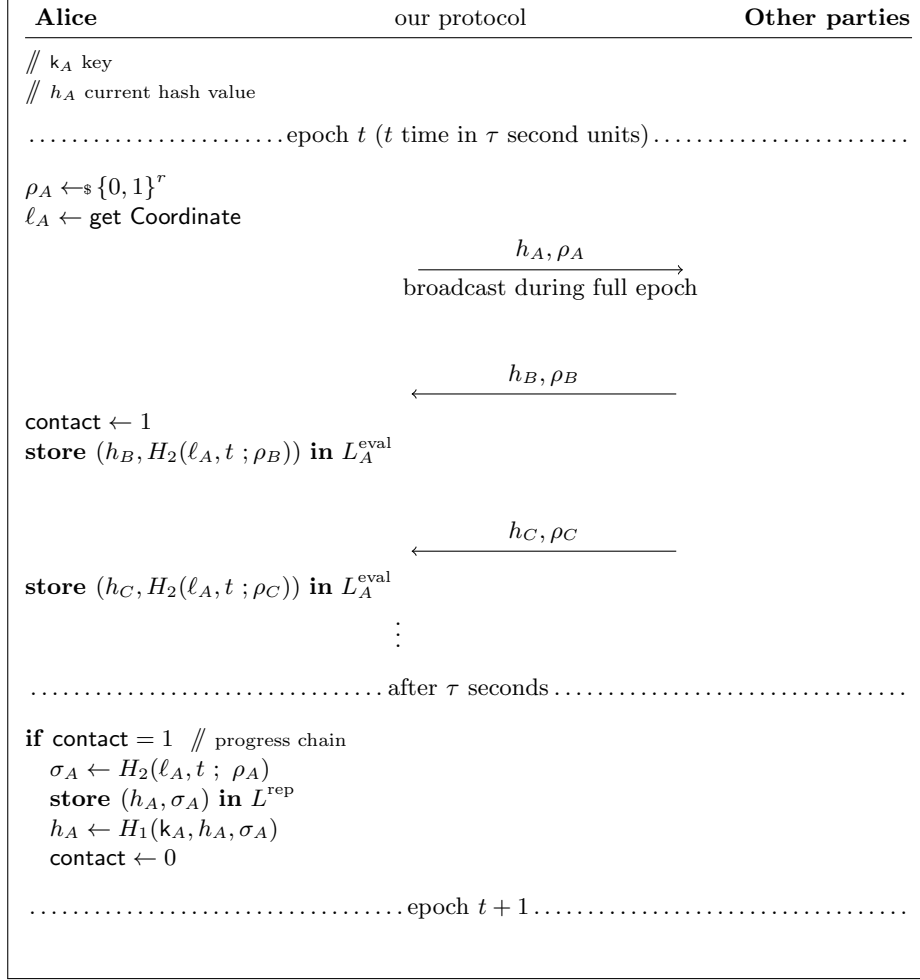 Alice our protocol Other parties
// k_A key
// h_A current hash value
........................epoch t (t time in τ second units)........................
ρ_A ←$ {0, 1}^r
ℓ_A ← get Coordinate
h_A, ρ_A
broadcast during full epoch
h_B, ρ_B
contact ← 1
store (h_B, H_2(ℓ_A, t ; ρ_B)) in L_A^eval
h_C, ρ_C
store (h_C, H_2(ℓ_A, t ; ρ_C)) in L_A^eval
⋮
.................................after τ seconds.................................
if contact = 1 // progress chain
σ_A ← H_2(ℓ_A, t ; ρ_A)
store (h_A, σ_A) in L^rep
h_A ← H_1(k_A, h_A, σ_A)
contact ← 0
...................................epoch t + 1...................................